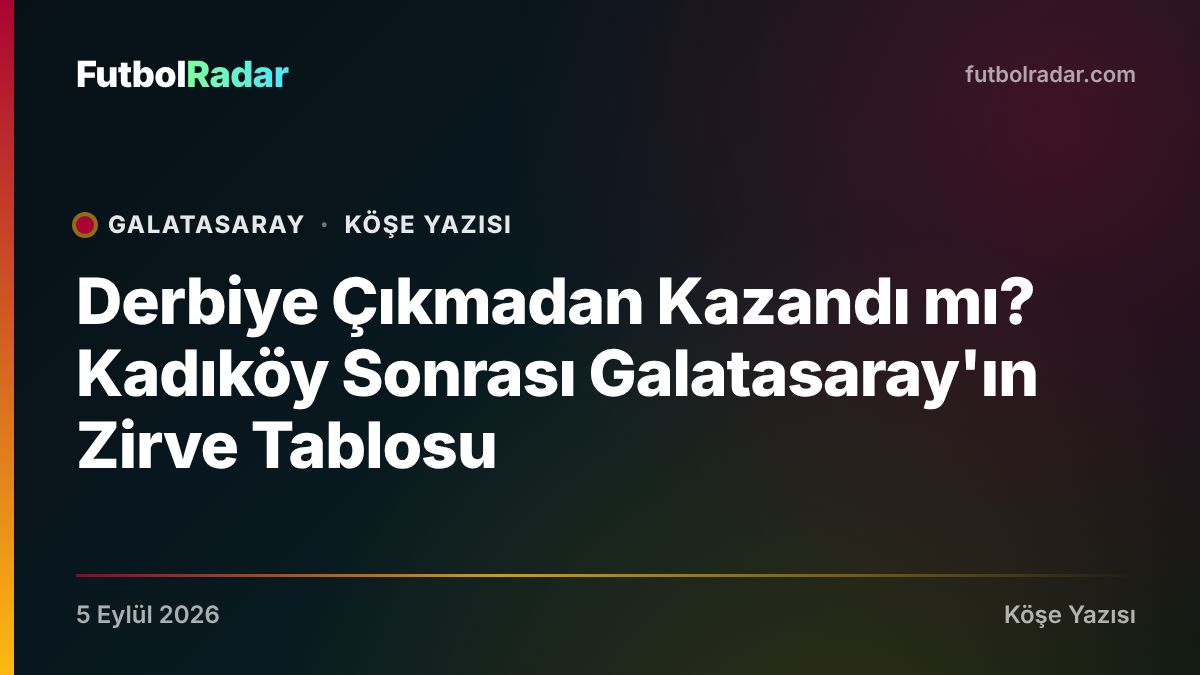 FutbolRadar
futbolradar.com
GALATASARAY · KÖŞE YAZISI
Derbiye Çıkmadan Kazandı mı?
Kadıköy Sonrası Galatasaray'ın
Zirve Tablosu
5 Eylül 2026
Köşe Yazısı